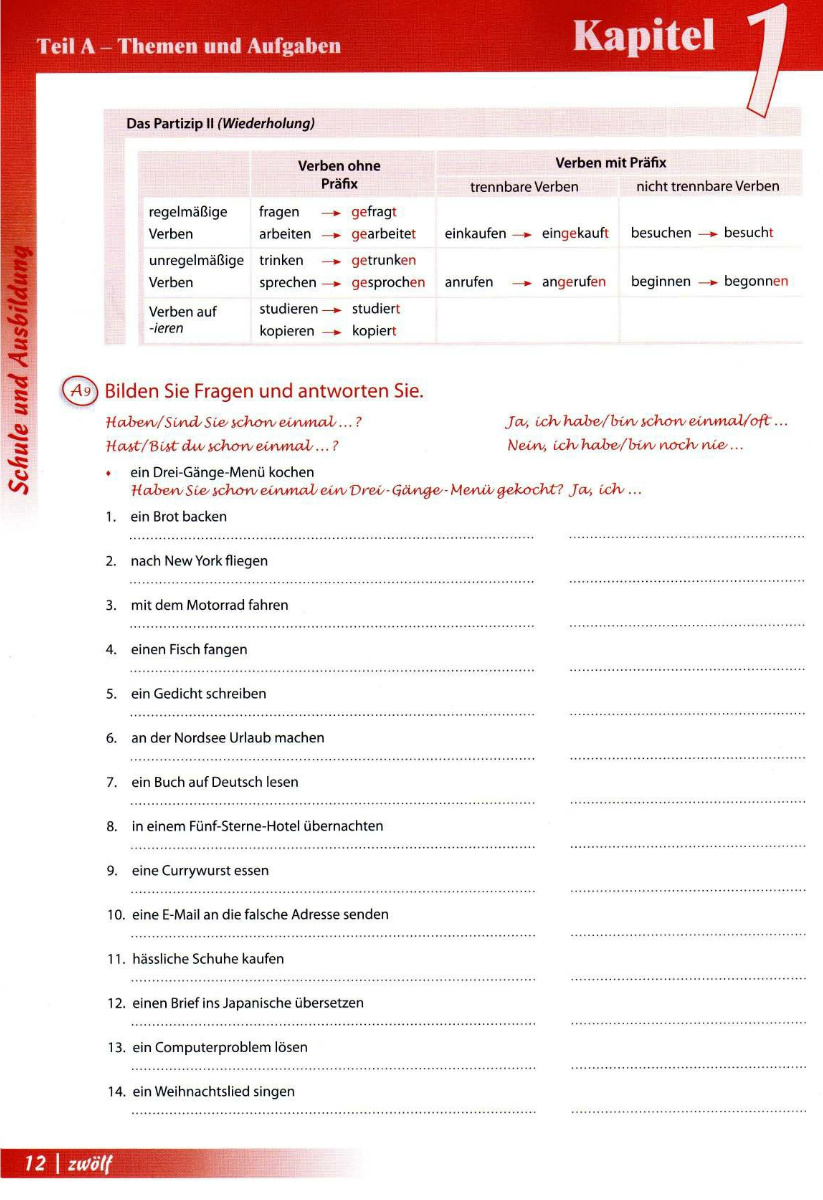 Teil A – Themen und Aufgaben
Kapitel 1
Schule und Ausbildung
Das Partizip II (Wiederholung)
Verben ohne Präfix
Verben mit Präfix
trennbare Verben nicht trennbare Verben
regelmäßige Verben
fragen → gefragt
arbeiten → gearbeitet einkaufen → eingekauft besuchen → besucht
unregelmäßige Verben
trinken → getrunken
sprechen → gesprochen anrufen → angerufen beginnen → begonnen
Verben auf -ieren
studieren → studiert
kopieren → kopiert
A9 Bilden Sie Fragen und antworten Sie.
Haben/Sind Sie schon einmal ... ? Ja, ich habe/bin schon einmal/oft ...
Hast/Bist du schon einmal ... ? Nein, ich habe/bin noch nie ...
• ein Drei-Gänge-Menü kochen
Haben Sie schon einmal ein Drei-Gänge-Menü gekocht? Ja, ich ...
1. ein Brot backen
2. nach New York fliegen
3. mit dem Motorrad fahren
4. einen Fisch fangen
5. ein Gedicht schreiben
6. an der Nordsee Urlaub machen
7. ein Buch auf Deutsch lesen
8. in einem Fünf-Sterne-Hotel übernachten
9. eine Currywurst essen
10. eine E-Mail an die falsche Adresse senden
11. hässliche Schuhe kaufen
12. einen Brief ins Japanische übersetzen
13. ein Computerproblem lösen
14. ein Weihnachtslied singen
12 | zwölf